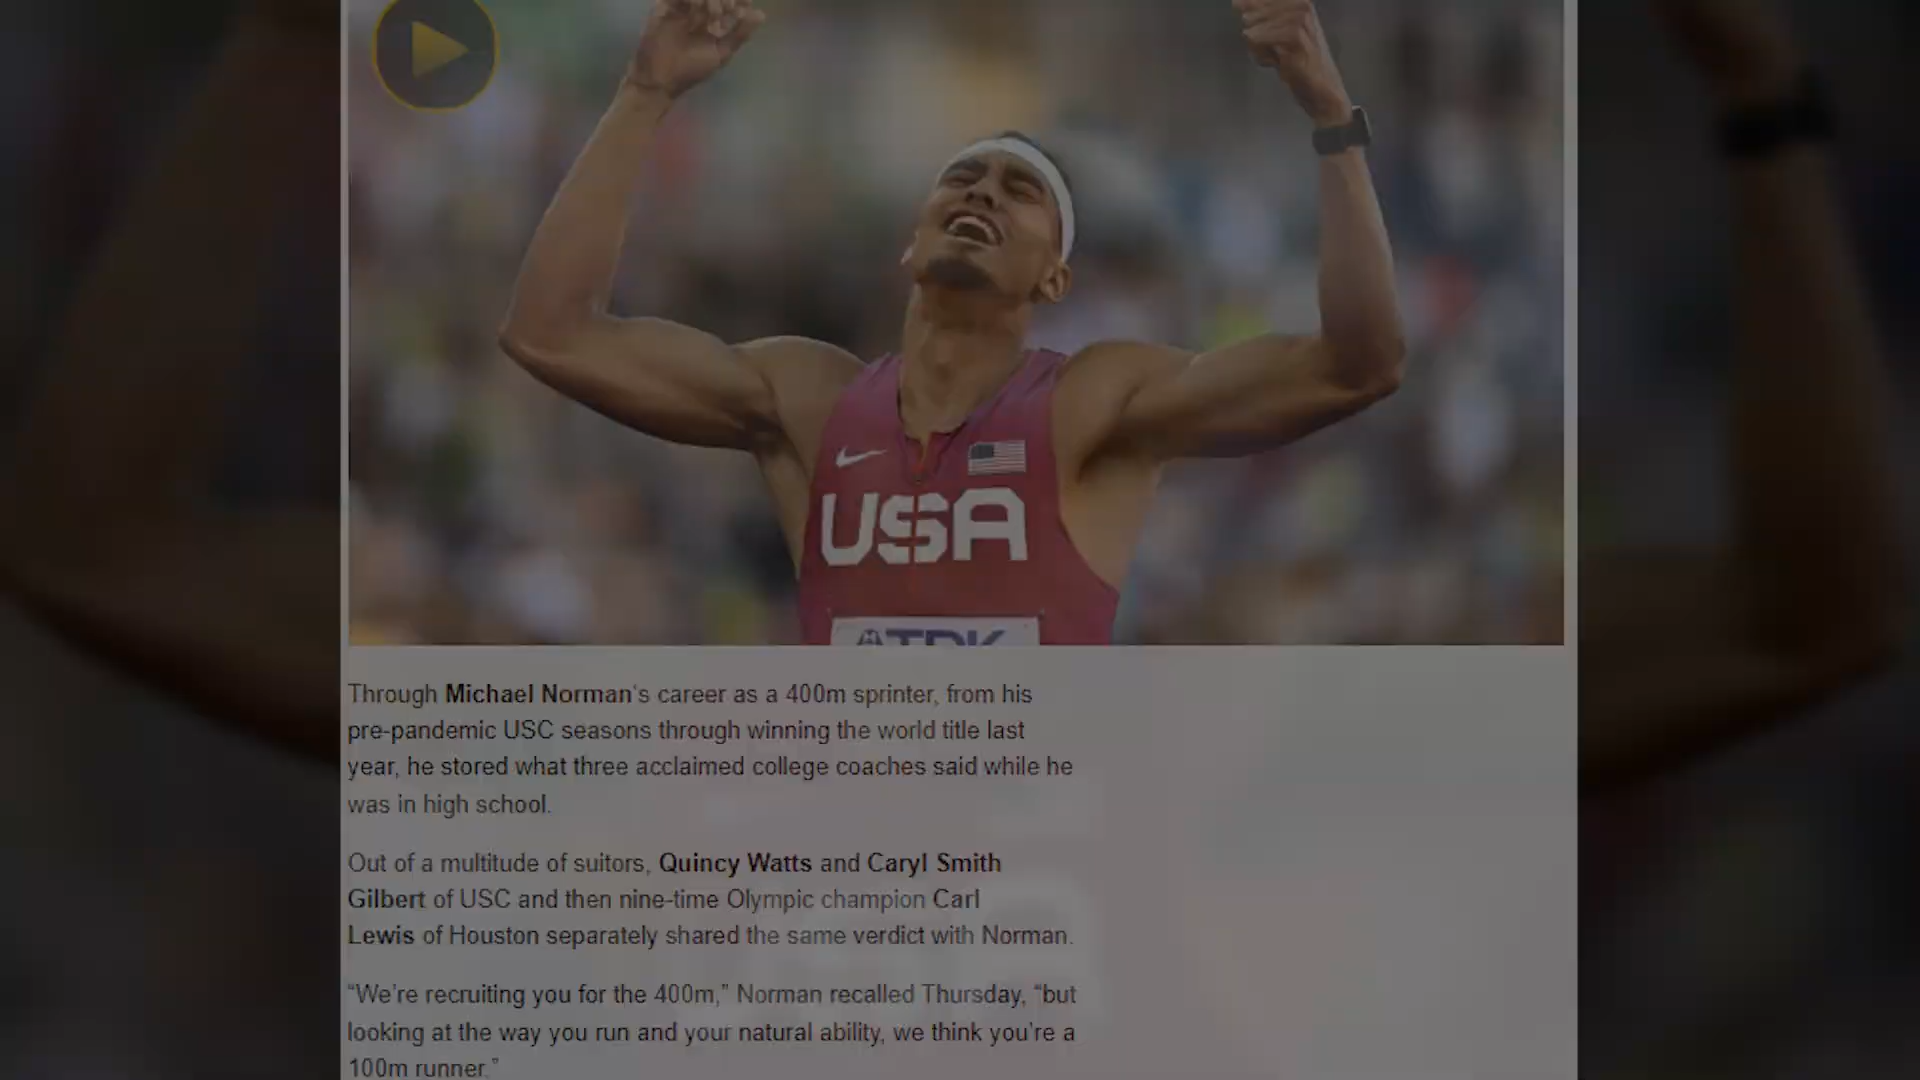 USA
TDK
Through Michael Norman's career as a 400m sprinter, from his
pre-pandemic USC seasons through winning the world title last
year, he stored what three acclaimed college coaches said while he
was in high school.
Out of a multitude of suitors, Quincy Watts and Caryl Smith
Gilbert of USC and then nine-time Olympic champion Carl
Lewis of Houston separately shared the same verdict with Norman.
“We’re recruiting you for the 400m,” Norman recalled Thursday, “but
looking at the way you run and your natural ability, we think you’re a
100m runner.”